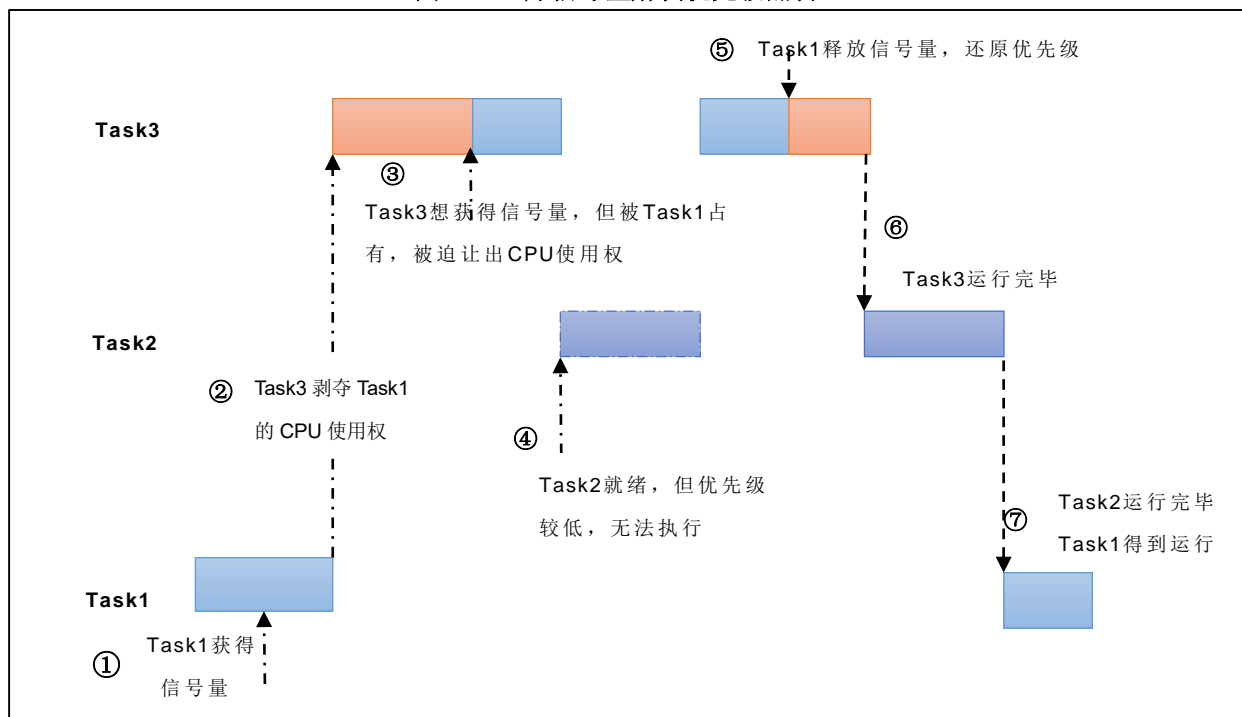 ⑤ Task1释放信号量，还原优先级
Task3
③
Task3想获得信号量，但被Task1占
有，被迫让出CPU使用权
⑥
Task3运行完毕
Task2
② Task3 剥夺 Task1
的 CPU 使用权
④
Task2就绪，但优先级
较低，无法执行
⑦
Task2运行完毕
Task1得到运行
Task1
① Task1获得
信号量